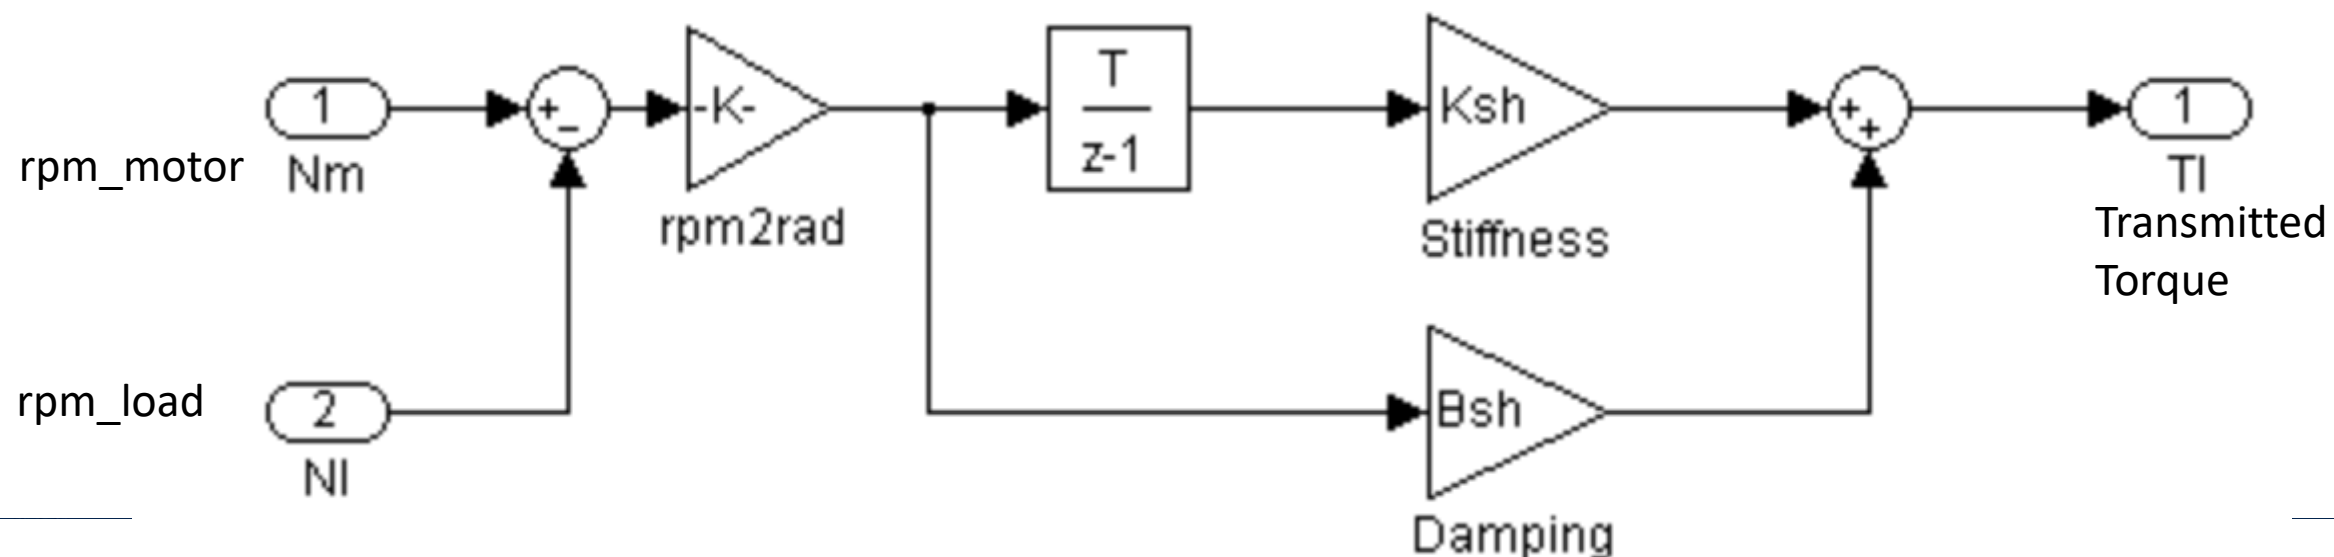 1
Nm
rpm_motor
2
Nl
rpm_load
+
−
-K-
rpm2rad
T
z-1
Ksh
Stiffness
Bsh
Damping
+
+
1
Tl
Transmitted
Torque